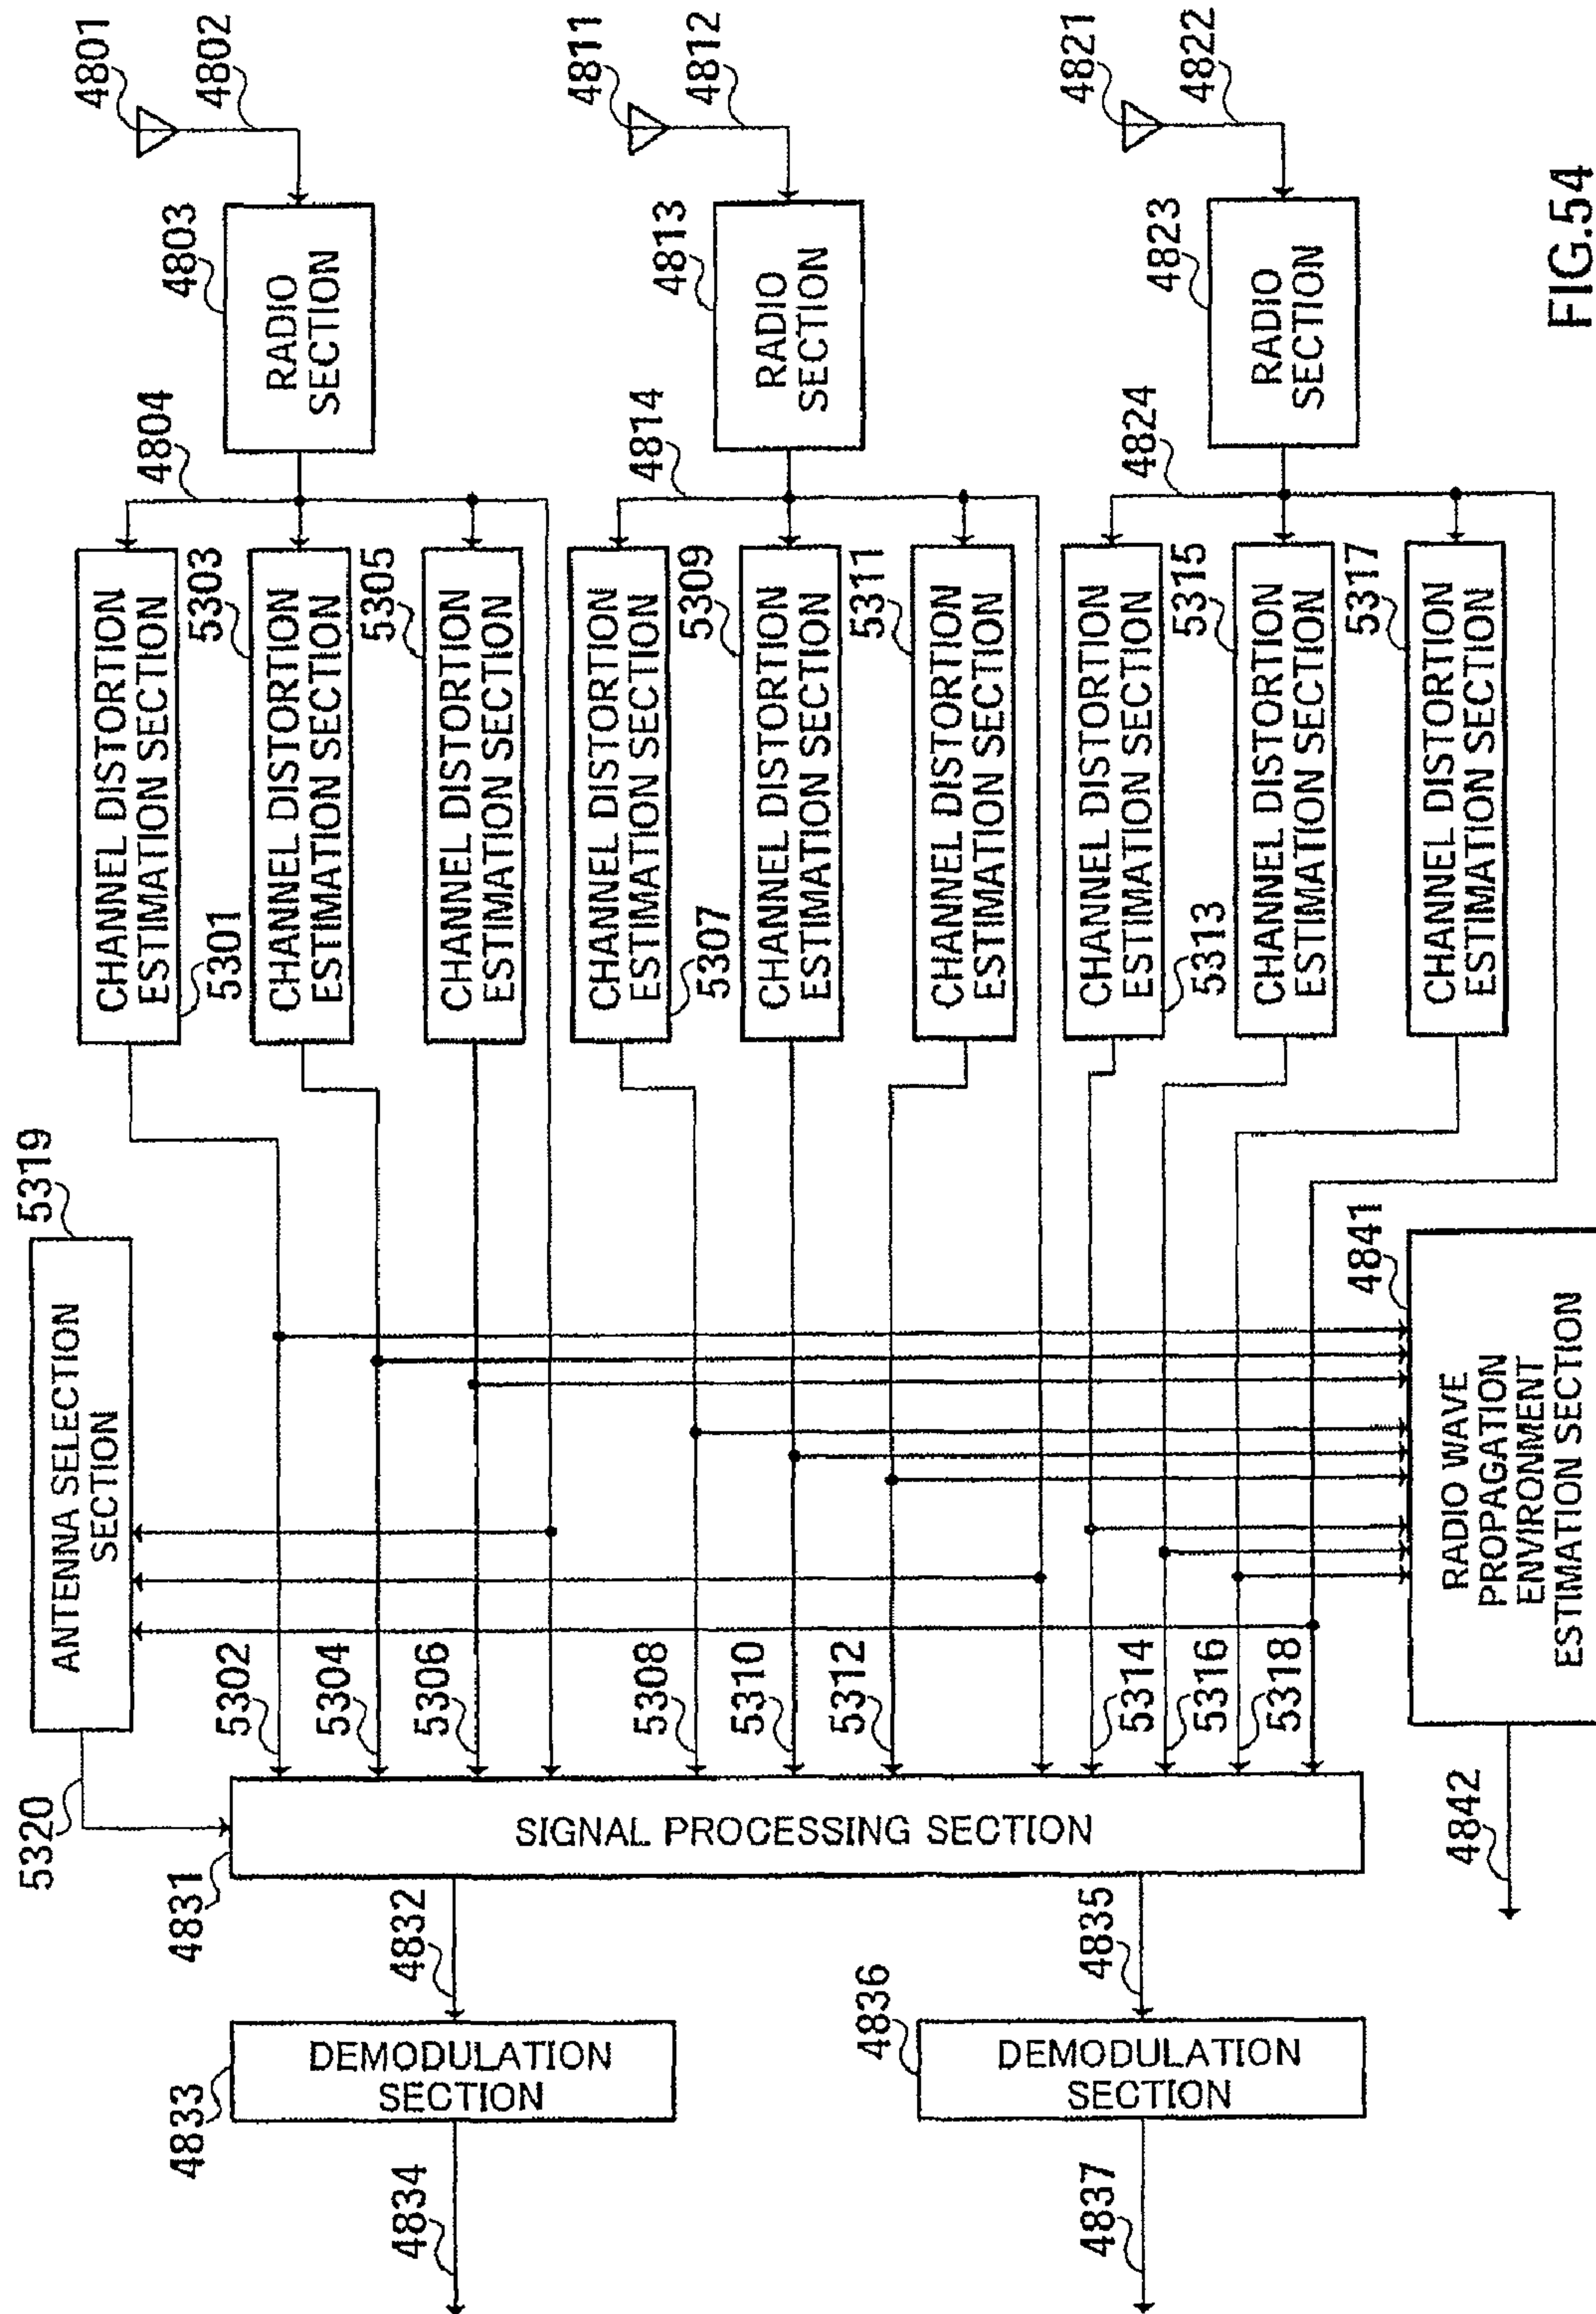 4801
4802
4803
RADIO
SECTION
4804
CHANNEL DISTORTION
ESTIMATION SECTION
5301
5303
CHANNEL DISTORTION
ESTIMATION SECTION
5305
CHANNEL DISTORTION
ESTIMATION SECTION
4811
4812
4813
RADIO
SECTION
4814
CHANNEL DISTORTION
ESTIMATION SECTION
5307
5309
CHANNEL DISTORTION
ESTIMATION SECTION
5311
CHANNEL DISTORTION
ESTIMATION SECTION
4821
4822
4823
RADIO
SECTION
4824
CHANNEL DISTORTION
ESTIMATION SECTION
5313
5315
CHANNEL DISTORTION
ESTIMATION SECTION
5317
CHANNEL DISTORTION
ESTIMATION SECTION
5319
ANTENNA SELECTION
SECTION
5320
5302
5304
5306
5308
5310
5312
5314
5316
5318
4841
RADIO WAVE
PROPAGATION
ENVIRONMENT
ESTIMATION SECTION
4842
4831
SIGNAL PROCESSING SECTION
4832
4833
DEMODULATION
SECTION
4834
4835
4836
DEMODULATION
SECTION
4837
FIG.54